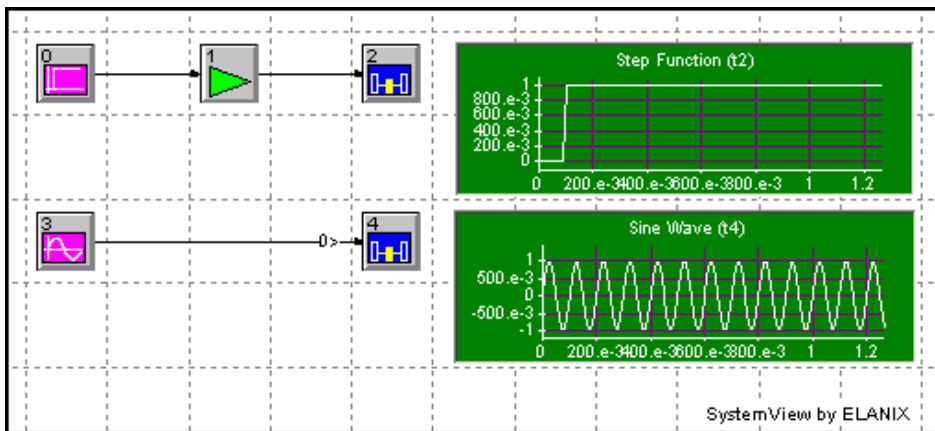 0
1
2
Step Function (t2)
1
800.e-3
600.e-3
400.e-3
200.e-3
0
0 200.e-3400.e-3600.e-3800.e-3 1 1.2
3
0>
4
Sine Wave (t4)
1
500.e-3
0
-500.e-3
-1
0 200.e-3400.e-3600.e-3800.e-3 1 1.2
SystemView by ELANIX